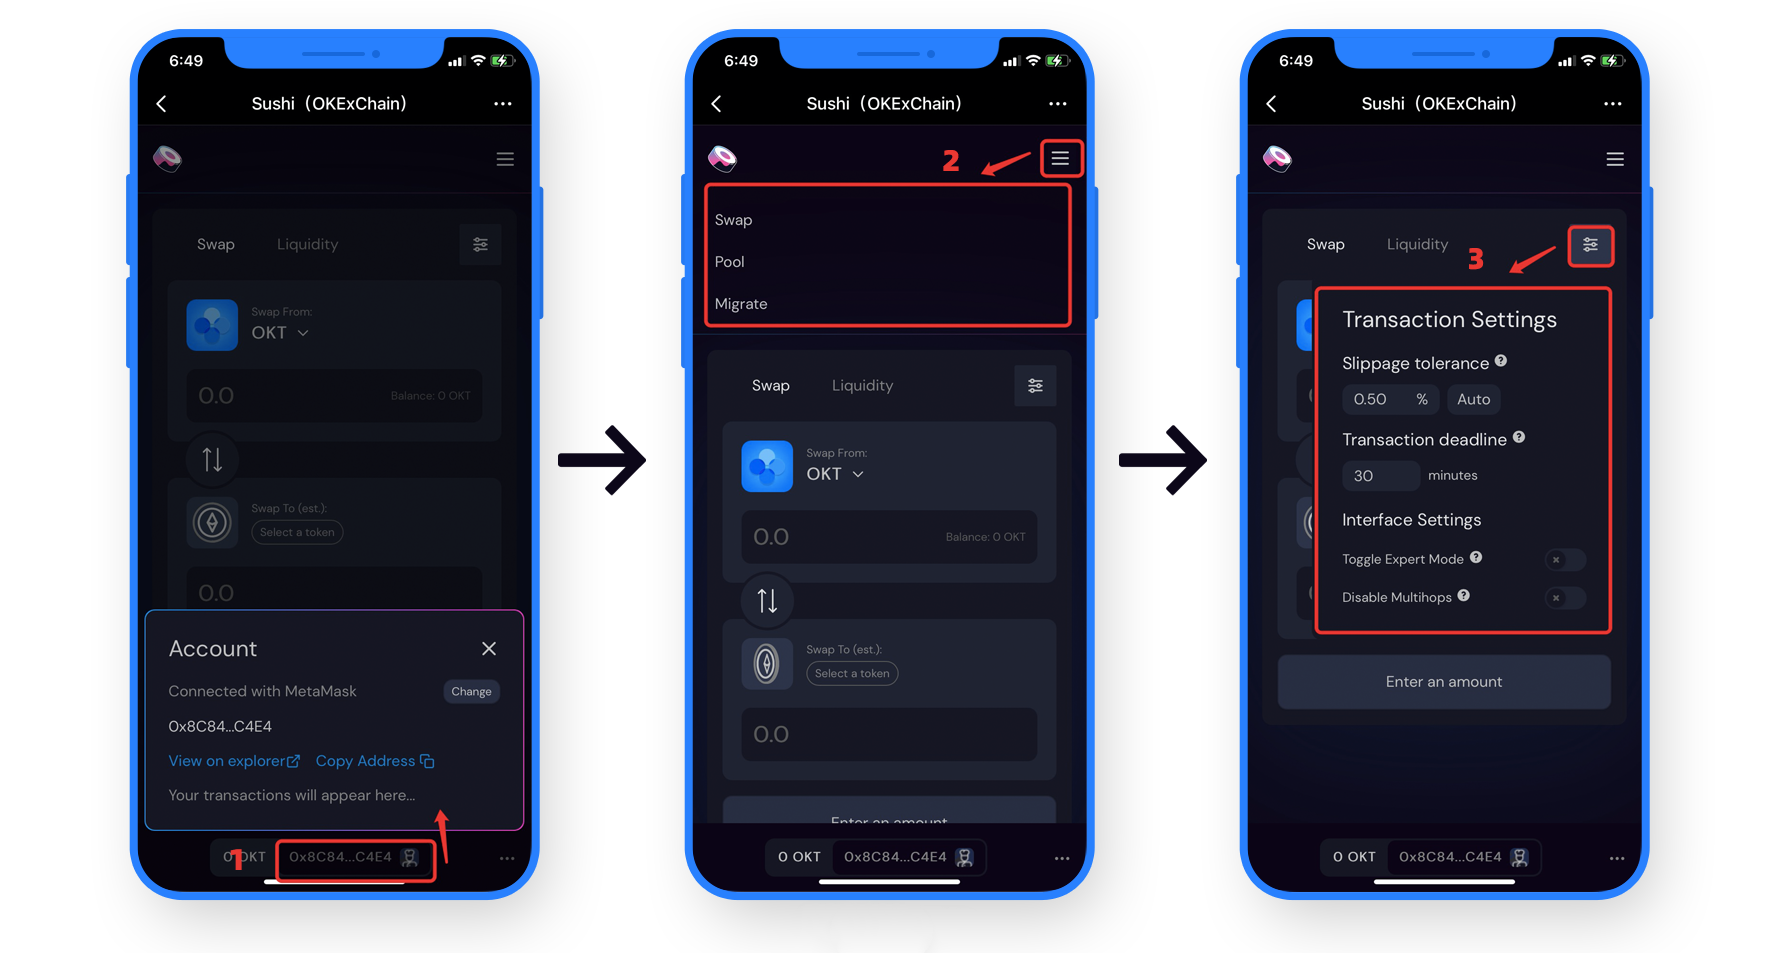 6:49
Sushi（OKExChain）
Swap Liquidity
Swap From:
OKT
0.0 Balance: 0 OKT
Swap To (est.):
Select a token
0.0
Account
Connected with MetaMask Change
0x8C84...C4E4
View on explorer Copy Address
Your transactions will appear here...
0 OKT 0x8C84...C4E4
1
6:49
Sushi（OKExChain）
2
Swap
Pool
Migrate
Swap Liquidity
Swap From:
OKT
0.0 Balance: 0 OKT
Swap To (est.):
Select a token
0.0
Enter an amount
0 OKT 0x8C84...C4E4
6:49
Sushi（OKExChain）
Swap Liquidity
3
Transaction Settings
Slippage tolerance ?
0.50 % Auto
Transaction deadline ?
30 minutes
Interface Settings
Toggle Expert Mode ?
Disable Multihops ?
Enter an amount
0 OKT 0x8C84...C4E4